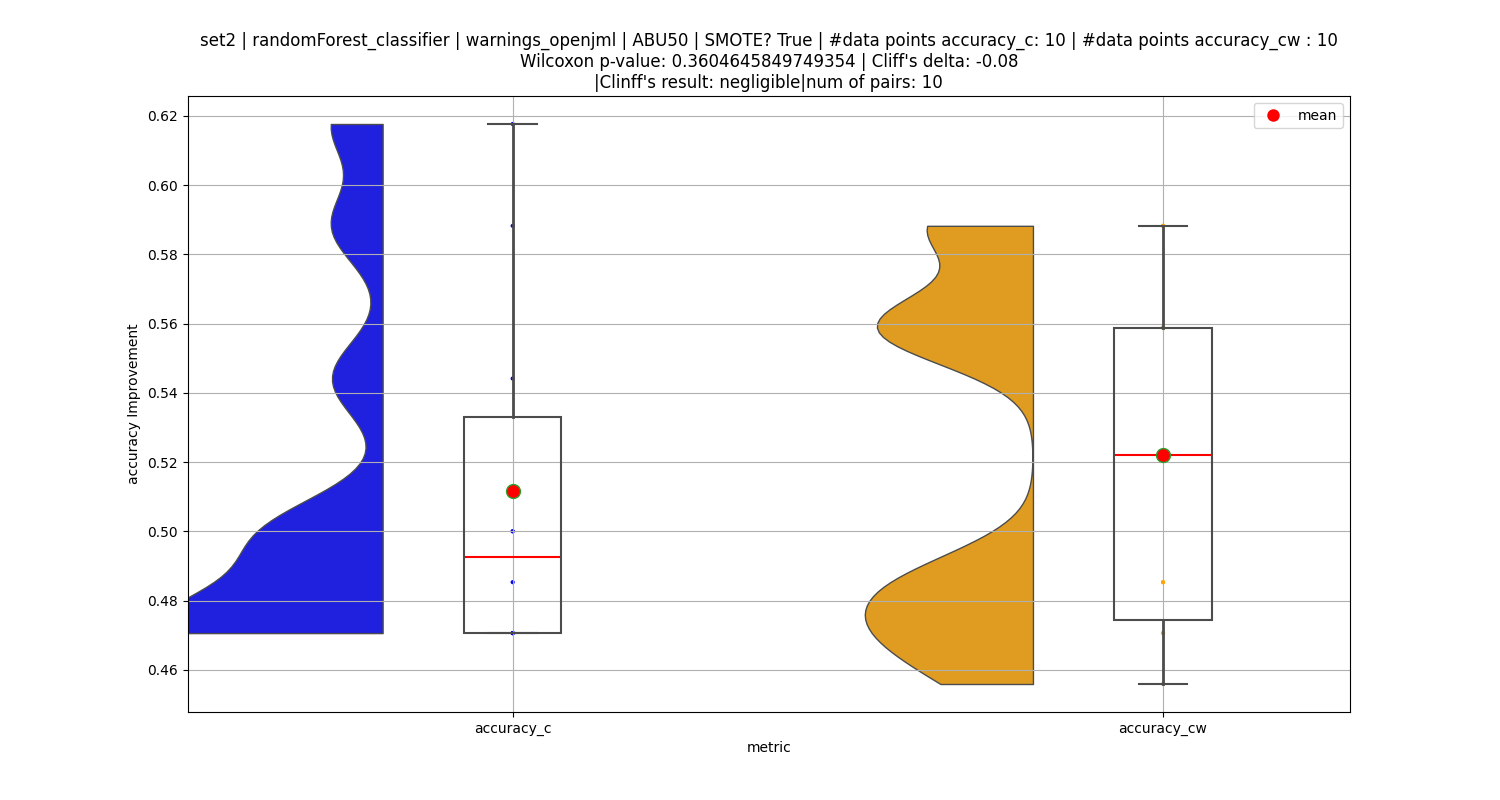 set2 | randomForest_classifier | warnings_openjml | ABU50 | SMOTE? True | #data points accuracy_c: 10 | #data points accuracy_cw : 10
Wilcoxon p-value: 0.3604645849749354 | Cliff's delta: -0.08
|Clinff's result: negligible|num of pairs: 10
mean
accuracy Improvement
0.62
0.60
0.58
0.56
0.54
0.52
0.50
0.48
0.46
accuracy_c
accuracy_cw
metric